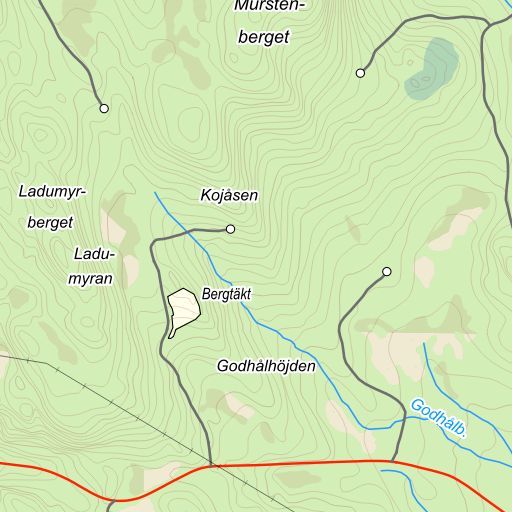 Mursten-
berget
Kojåsen
Ladumyr-
berget
Ladu-
myran
Bergtäkt
Godhålhöjden
Godhålb.